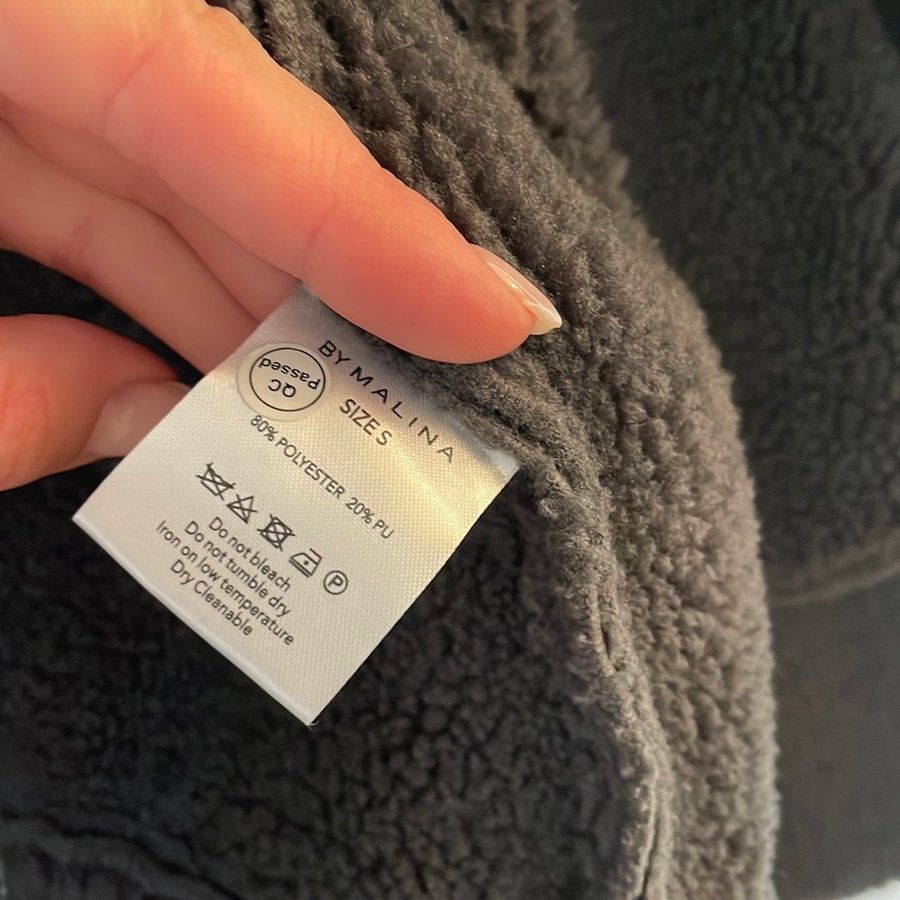 BY MALINA
SIZE S
QC
Passed
80% POLYESTER 20% PU
P
Do not bleach
Do not tumble dry
Iron on low temperature
Dry Cleanable